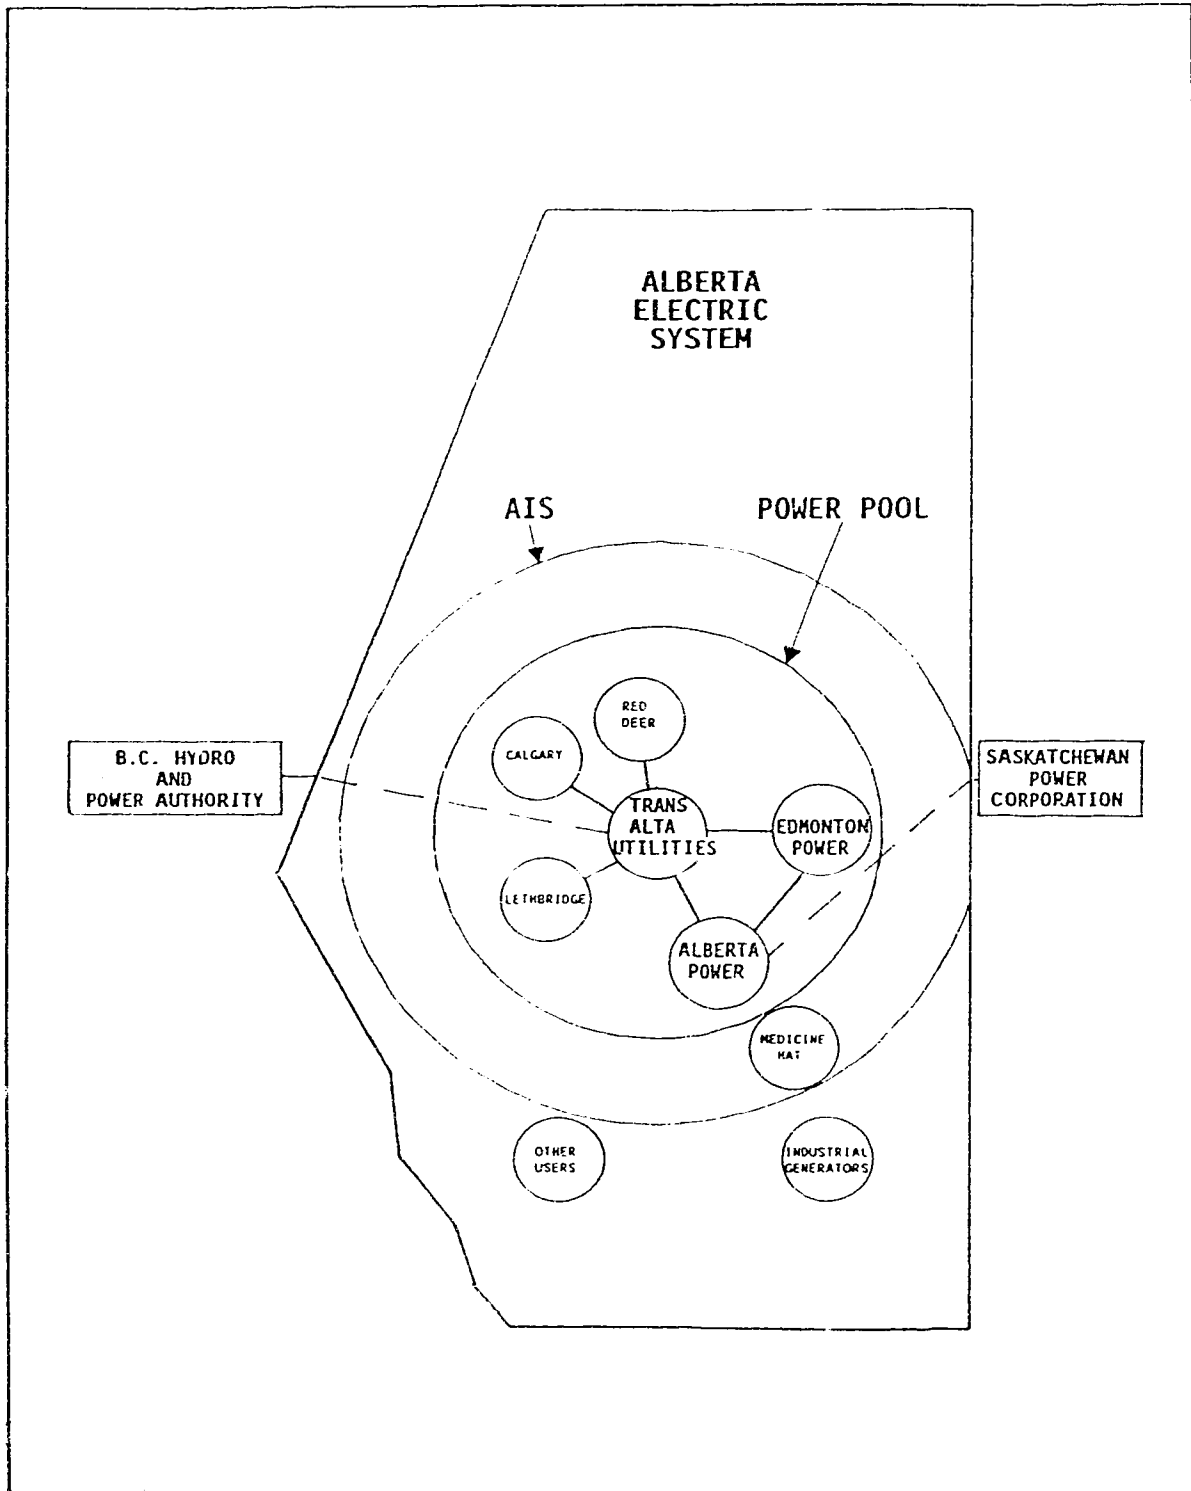 ALBERTA
ELECTRIC
SYSTEM
AIS
POWER POOL
RED
DEER
CALGARY
B.C. HYDRO
AND
POWER AUTHORITY
SASKATCHEWAN
POWER
CORPORATION
TRANS
ALTA
UTILITIES
EDMONTON
POWER
LETHBRIDGE
ALBERTA
POWER
MEDICINE
HAT
OTHER
USERS
INDUSTRIAL
GENERATORS